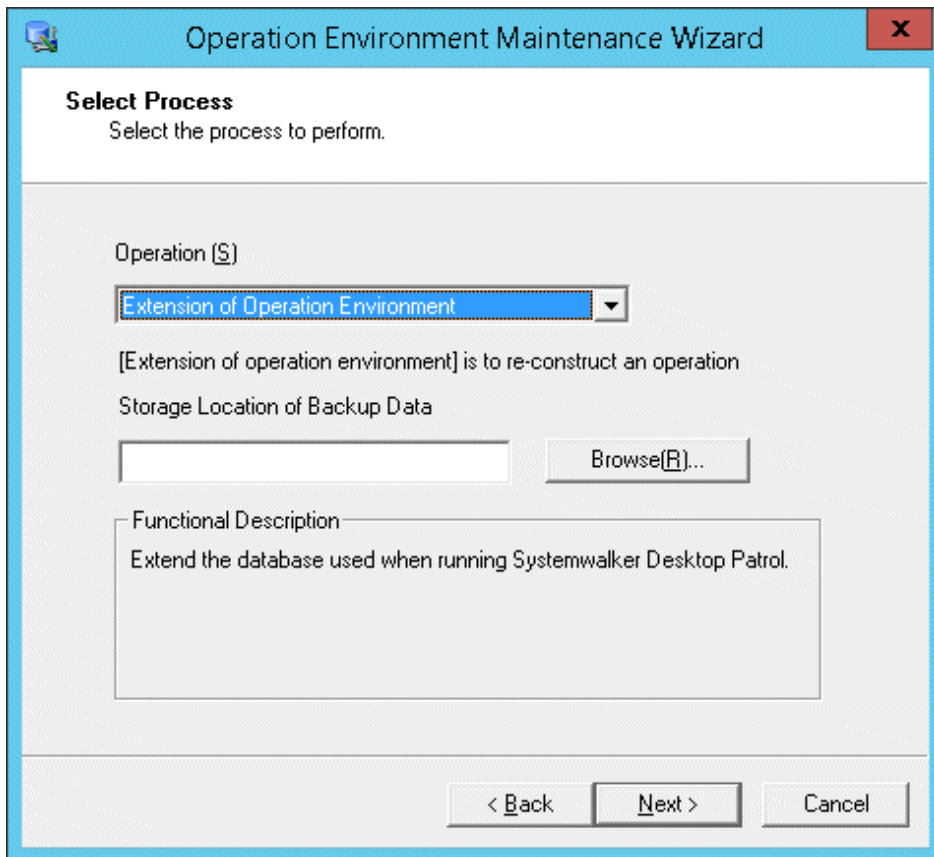 Operation Environment Maintenance Wizard
x
Select Process
Select the process to perform.
Operation (S)
Extension of Operation Environment
[Extension of operation environment] is to re-construct an operation
Storage Location of Backup Data
Browse(R)...
Functional Description
Extend the database used when running Systemwalker Desktop Patrol.
< Back
Next >
Cancel